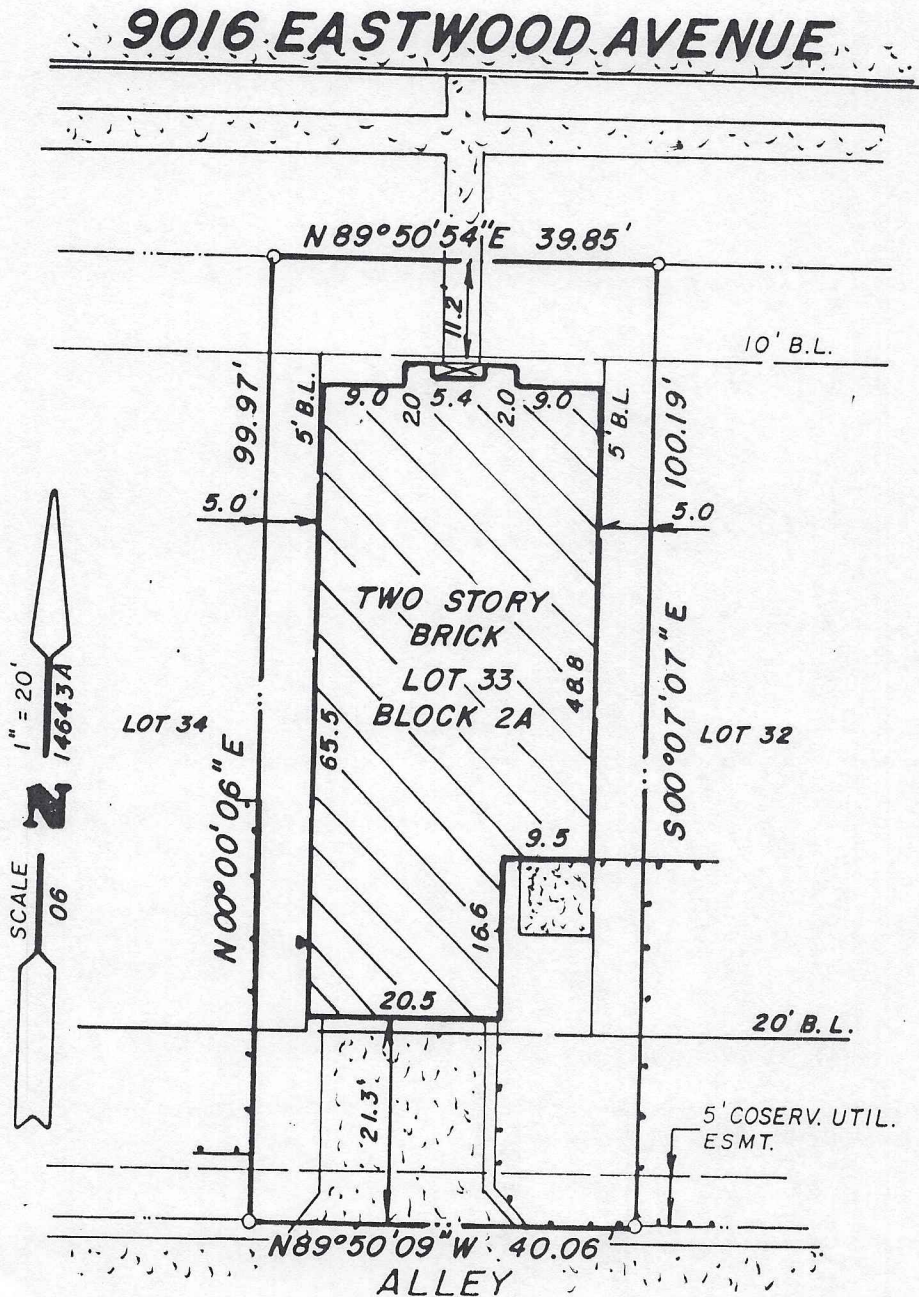 9016 EASTWOOD AVENUE
N 89°50'54"E 39.85'
11.2
10' B.L.
99.97'
5' B.L.
9.0 2.0 5.4 2.0 9.0
5' B.L.
100.19'
5.0'
5.0
TWO STORY
BRICK
LOT 33
BLOCK 2A
65.5
48.8
LOT 34
LOT 32
N 00°00'06"E
S 00°07'07"E
SCALE 1" = 20'
N
06 14643A
9.5
16.6
20.5
20' B.L.
21.3'
5' COSERV. UTIL.
ESMT.
N89°50'09"W 40.06'
ALLEY